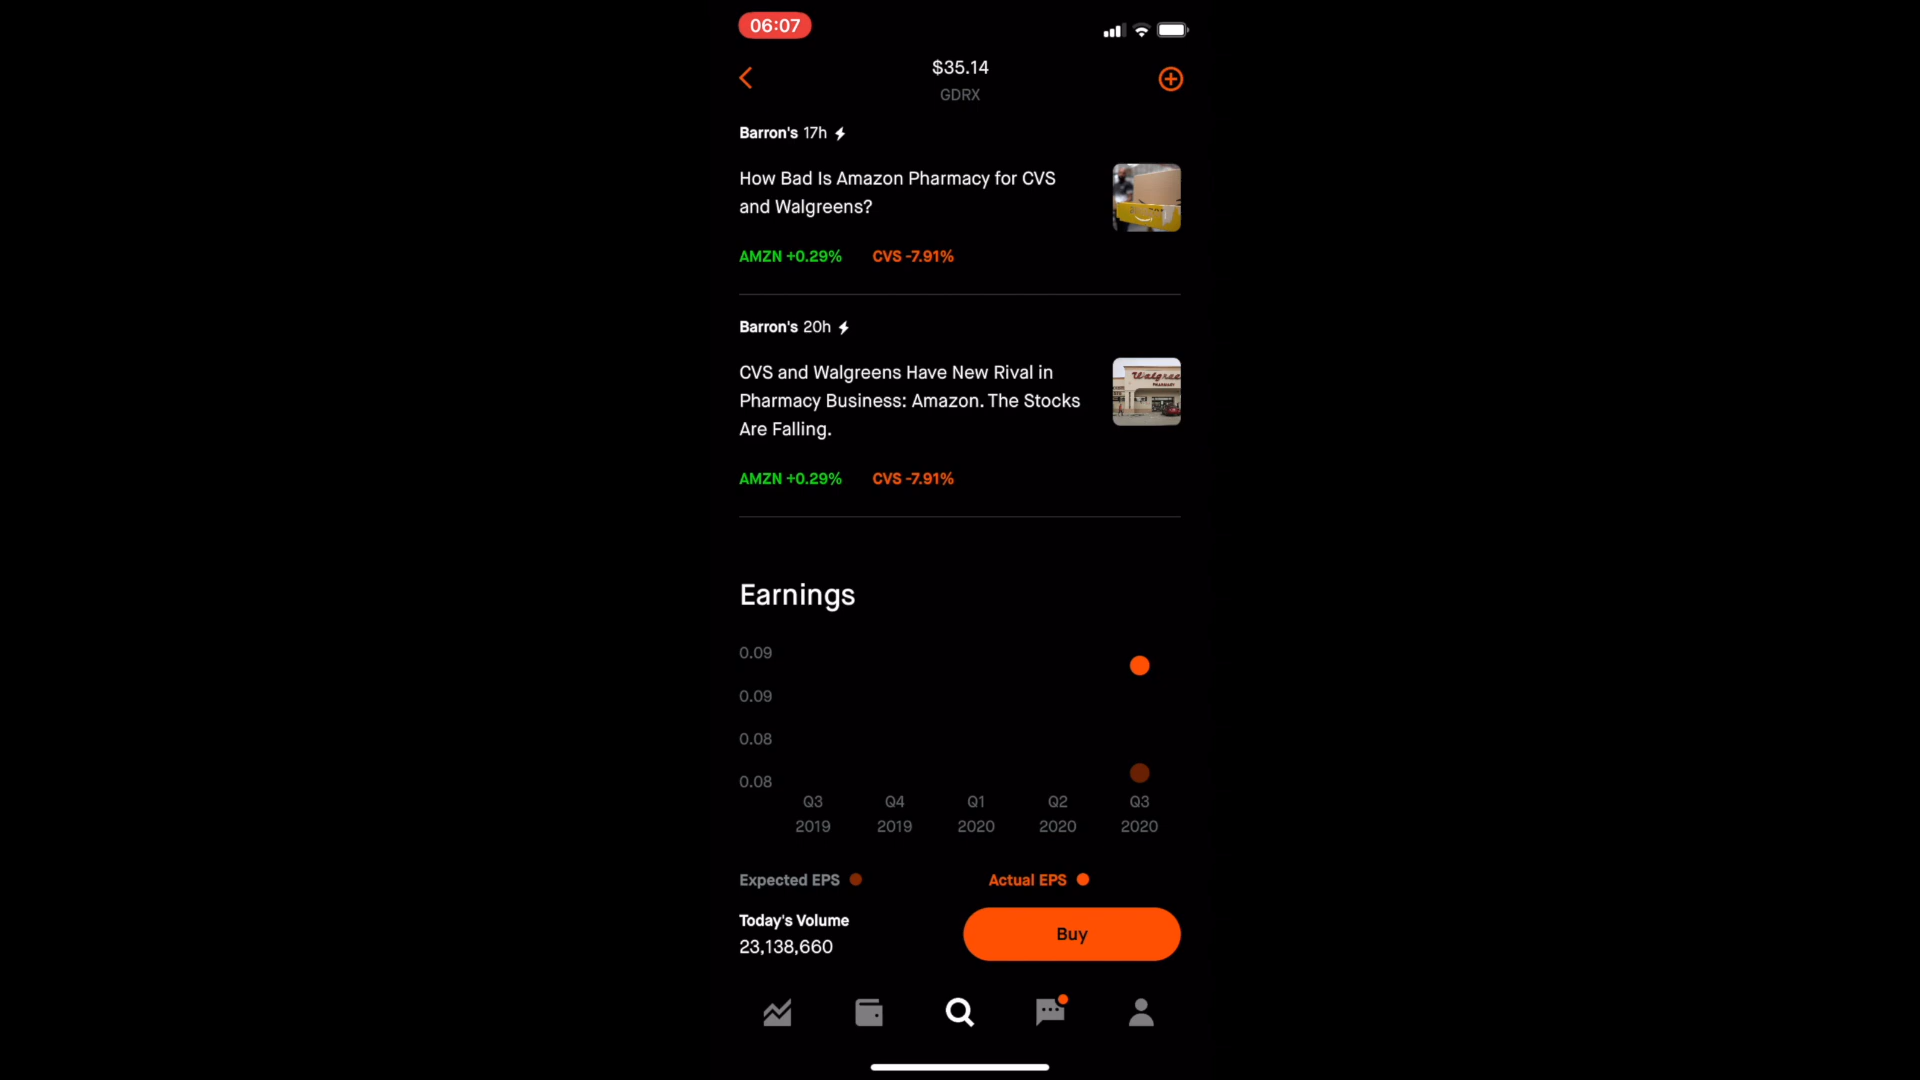 06:07
$35.14
GDRX
Barron's 17h
How Bad Is Amazon Pharmacy for CVS
and Walgreens?
AMZN +0.29% CVS -7.91%
Barron's 20h
CVS and Walgreens Have New Rival in
Pharmacy Business: Amazon. The Stocks
Are Falling.
AMZN +0.29% CVS -7.91%
Earnings
0.09
0.09
0.08
0.08
Q3 Q4 Q1 Q2 Q3
2019 2019 2020 2020 2020
Expected EPS Actual EPS
Today's Volume
23,138,660
Buy